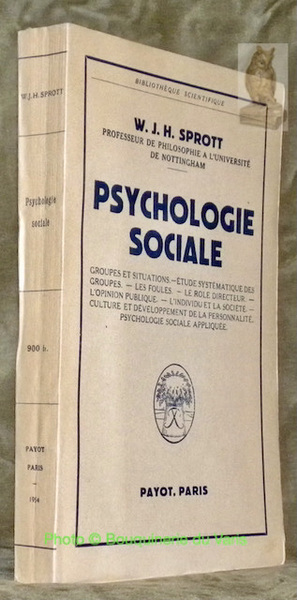 W. J. H. SPROTT
Psychologie
sociale
900 fr.
PAYOT
PARIS
1954
BIBLIOTHÈQUE SCIENTIFIQUE
W. J. H. SPROTT
PROFESSEUR DE PHILOSOPHIE A L'UNIVERSITÉ
DE NOTTINGHAM
PSYCHOLOGIE
SOCIALE
GROUPES ET SITUATIONS. – ÉTUDE SYSTÉMATIQUE DES
GROUPES. – LES FOULES. – LE ROLE DIRECTEUR. –
L'OPINION PUBLIQUE. – L'INDIVIDU ET LA SOCIÉTÉ. –
CULTURE ET DÉVELOPPEMENT DE LA PERSONNALITÉ.
PSYCHOLOGIE SOCIALE APPLIQUÉE.
PAYOT, PARIS
Photo © Bouquinerie du Varis